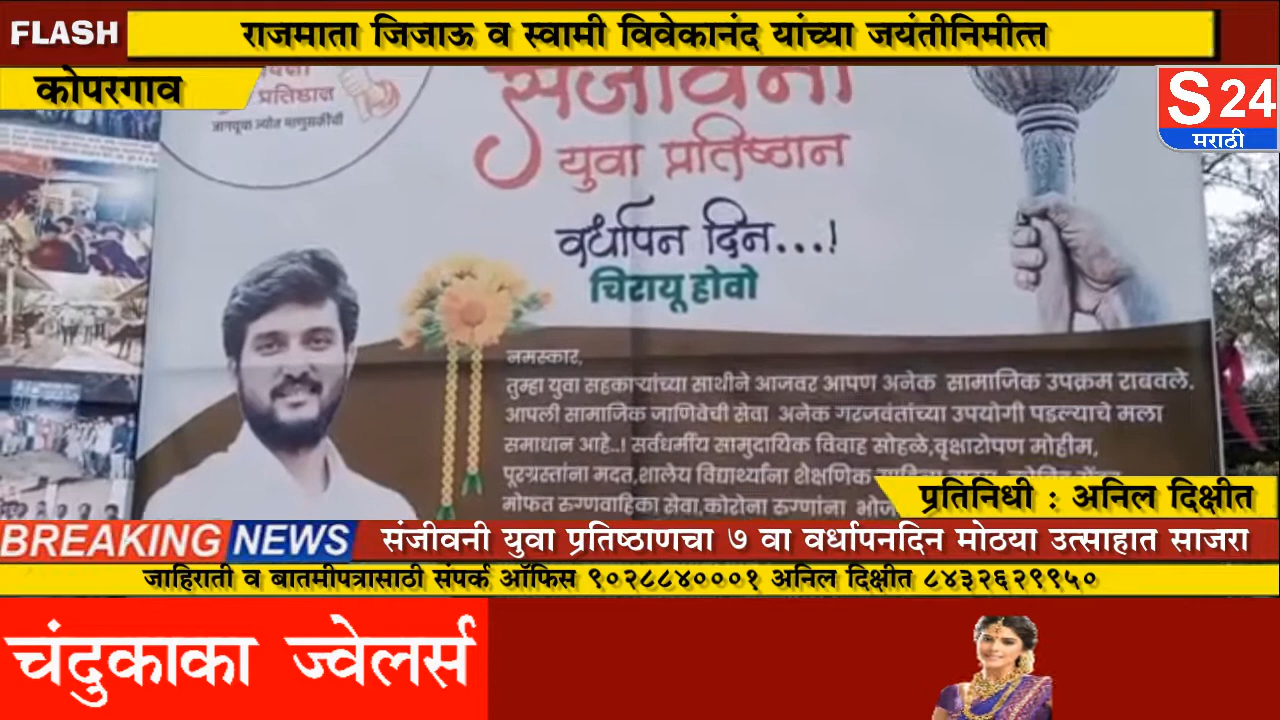 FLASH
राजमाता जिजाऊ व स्वामी विवेकानंद यांच्या जयंतीनिमीत्त
कोपरगाव
S 24
मराठी
प्रतिष्ठान
जानवूया ज्योत माणुसकीची
संजीवनी
युवा प्रतिष्ठान
वर्धापन दिन...!
चिरायू होवो
नमस्कार,
तुम्हा युवा सहकाऱ्यांच्या साथीने आजवर आपण अनेक सामाजिक उपक्रम राबवले.
आपली सामाजिक जाणिवेची सेवा अनेक गरजवंतांच्या उपयोगी पडल्याचे मला
समाधान आहे..! सर्वधर्मीय सामुदायिक विवाह सोहळे,वृक्षारोपण मोहीम,
पूरग्रस्तांना मदत,शालेय विद्यार्थ्यांना शैक्षणिक
मोफत रुग्णवाहिका सेवा,कोरोना रुग्णांना
प्रतिनिधी : अनिल दिक्षीत
BREAKING NEWS
संजीवनी युवा प्रतिष्ठाणचा ७ वा वर्धापनदिन मोठया उत्साहात साजरा
जाहिराती व बातमीपत्रासाठी संपर्क ऑफिस ९०२८८४०००१ अनिल दिक्षीत ८४३२६२९९५०
चंदुकाका ज्वेलर्स